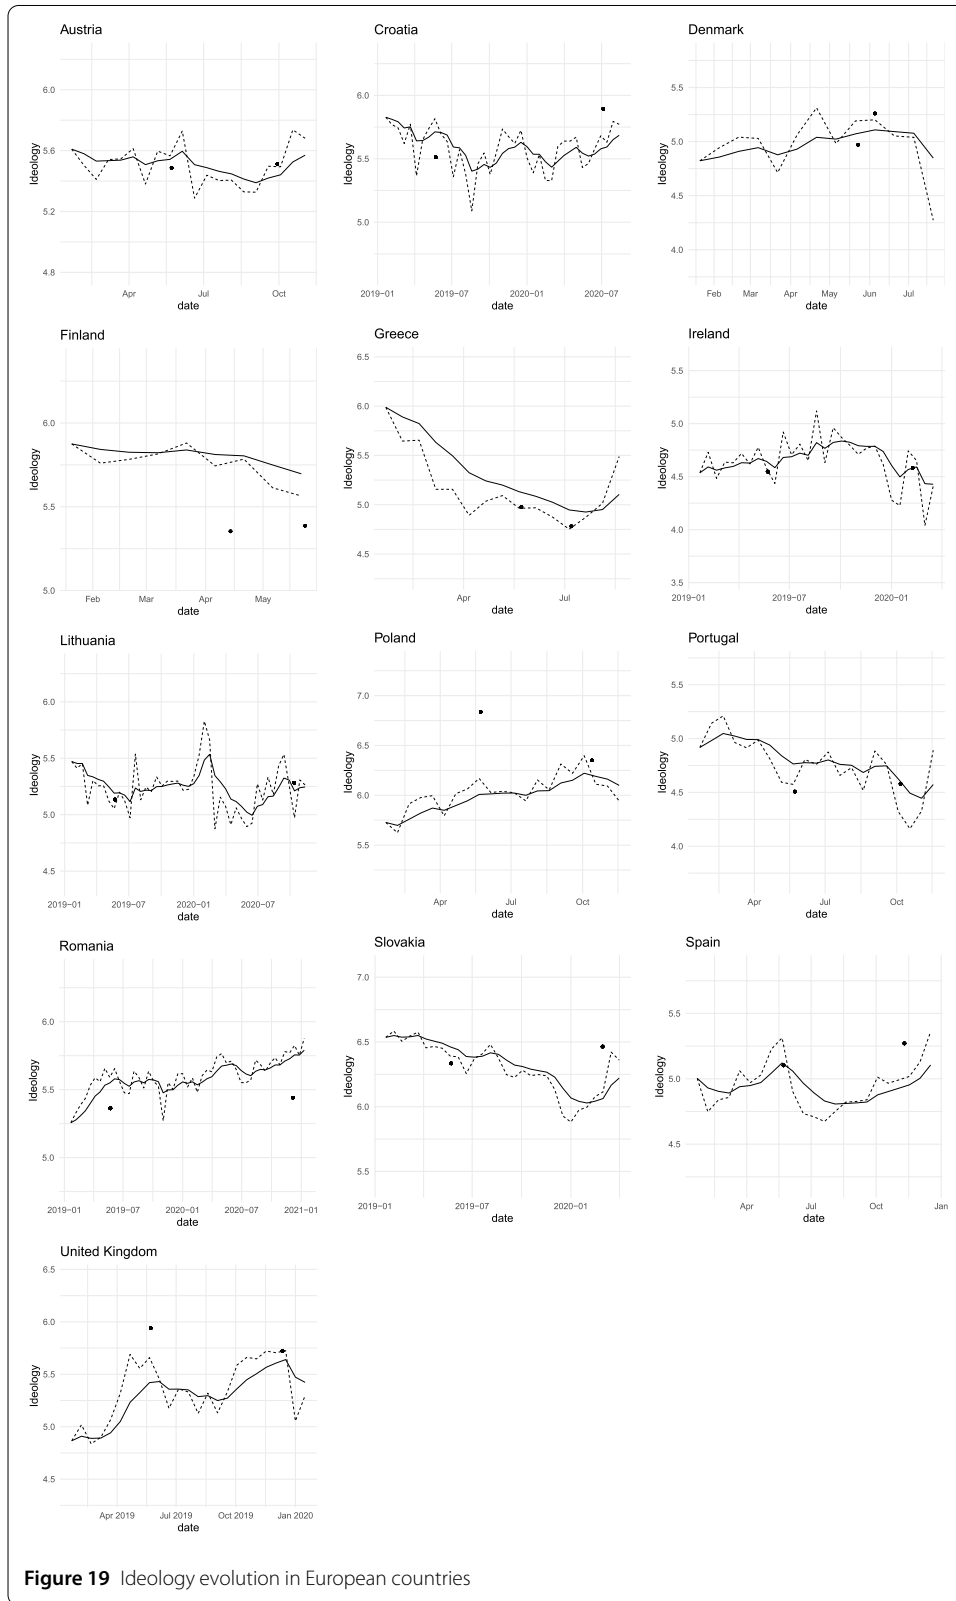 Austria
Ideology
6.0
5.6
5.2
4.8
Apr Jul Oct
date
Croatia
Ideology
6.0
5.5
5.0
2019−01 2019−07 2020−01 2020−07
date
Denmark
Ideology
5.5
5.0
4.5
4.0
Feb Mar Apr May Jun Jul
date
Finland
Ideology
6.0
5.5
5.0
Feb Mar Apr May
date
Greece
Ideology
6.5
6.0
5.5
5.0
4.5
Apr Jul
date
Ireland
Ideology
5.5
5.0
4.5
4.0
3.5
2019−01 2019−07 2020−01
date
Lithuania
Ideology
6.0
5.5
5.0
4.5
2019−01 2019−07 2020−01 2020−07
date
Poland
Ideology
7.0
6.5
6.0
5.5
Apr Jul Oct
date
Portugal
Ideology
5.5
5.0
4.5
4.0
Apr Jul Oct
date
Romania
Ideology
6.0
5.5
5.0
2019−01 2019−07 2020−01 2020−07 2021−01
date
Slovakia
Ideology
7.0
6.5
6.0
5.5
2019−01 2019−07 2020−01
date
Spain
Ideology
5.5
5.0
4.5
Apr Jul Oct Jan
date
United Kingdom
Ideology
6.5
6.0
5.5
5.0
4.5
Apr 2019 Jul 2019 Oct 2019 Jan 2020
date
Figure 19 Ideology evolution in European countries